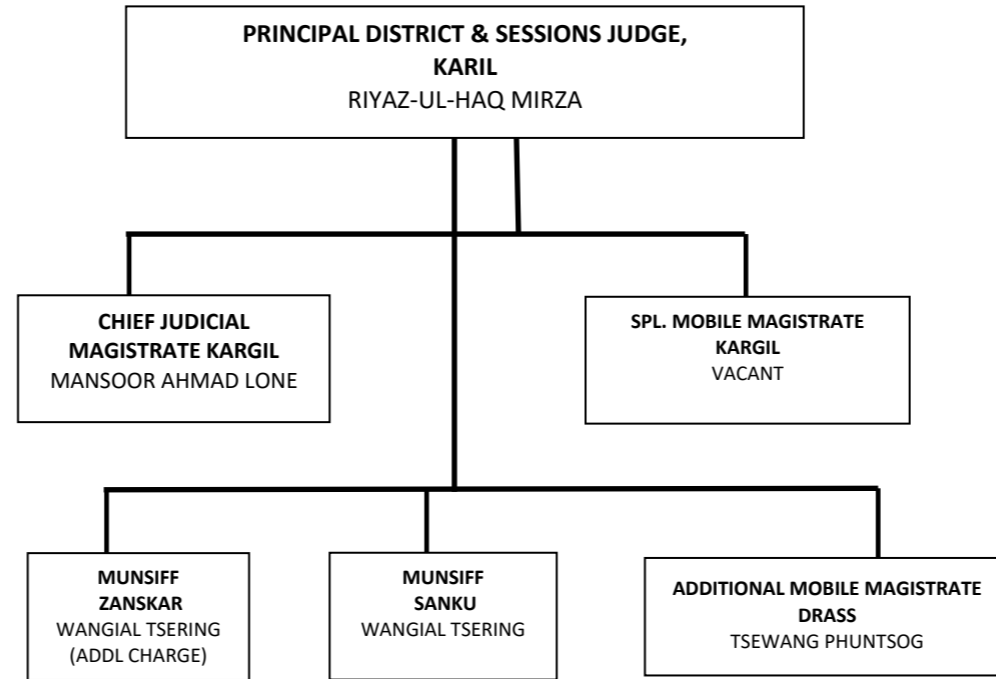 PRINCIPAL DISTRICT & SESSIONS JUDGE,
KARIL
RIYAZ-UL-HAQ MIRZA
CHIEF JUDICIAL
MAGISTRATE KARGIL
MANSOOR AHMAD LONE
SPL. MOBILE MAGISTRATE
KARGIL
VACANT
MUNSIFF
ZANSKAR
WANGIAL TSERING
(ADDL CHARGE)
MUNSIFF
SANKU
WANGIAL TSERING
ADDITIONAL MOBILE MAGISTRATE
DRASS
TSEWANG PHUNTSOG